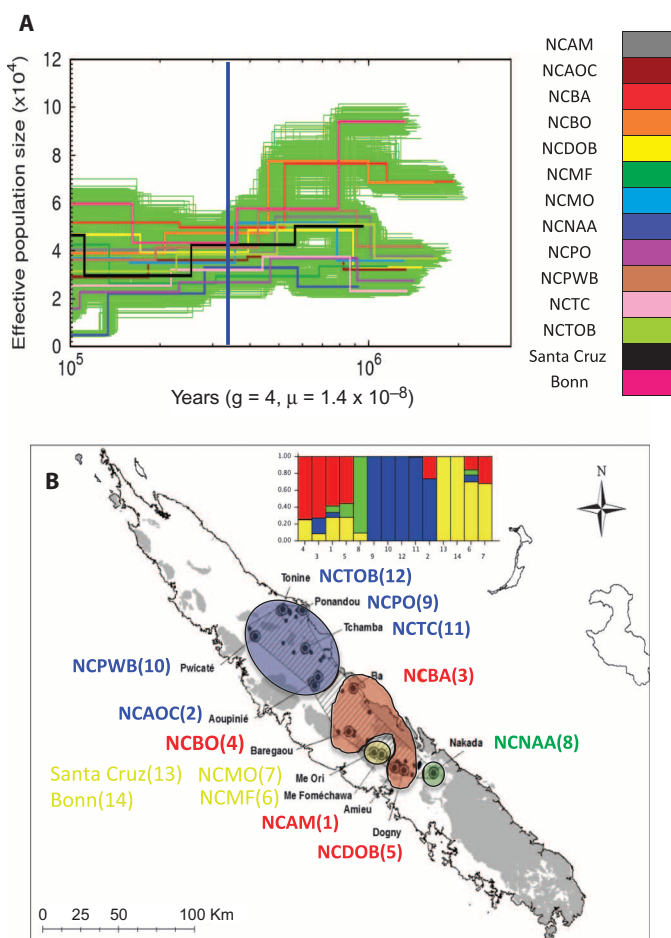 A
12
10
8
6
4
2
0
Effective population size (x10⁴)
10⁵
10⁶
Years (g = 4, μ = 1.4 x 10⁻⁸)
NCAM
NCAOC
NCBA
NCBO
NCDOB
NCMF
NCMO
NCNAA
NCPO
NCPWB
NCTC
NCTOB
Santa Cruz
Bonn
B
1.00
0.80
0.60
0.40
0.20
0.00
4 3 1 5 8 9 10 12 11 2 13 14 6 7
N
Tonine NCTOB(12)
Ponandou NCPO(9)
Tchamba NCTC(11)
NCPWB(10) Pwicaté
Ba NCBA(3)
NCAOC(2) Aoupinié
NCBO(4) Baregaou
Nakada NCNAA(8)
Santa Cruz(13) NCMO(7) Me Ori
Bonn(14) NCMF(6) Me Foméchawa
NCAM(1) Amieu
Dogny
NCDOB(5)
0 25 50 100 Km